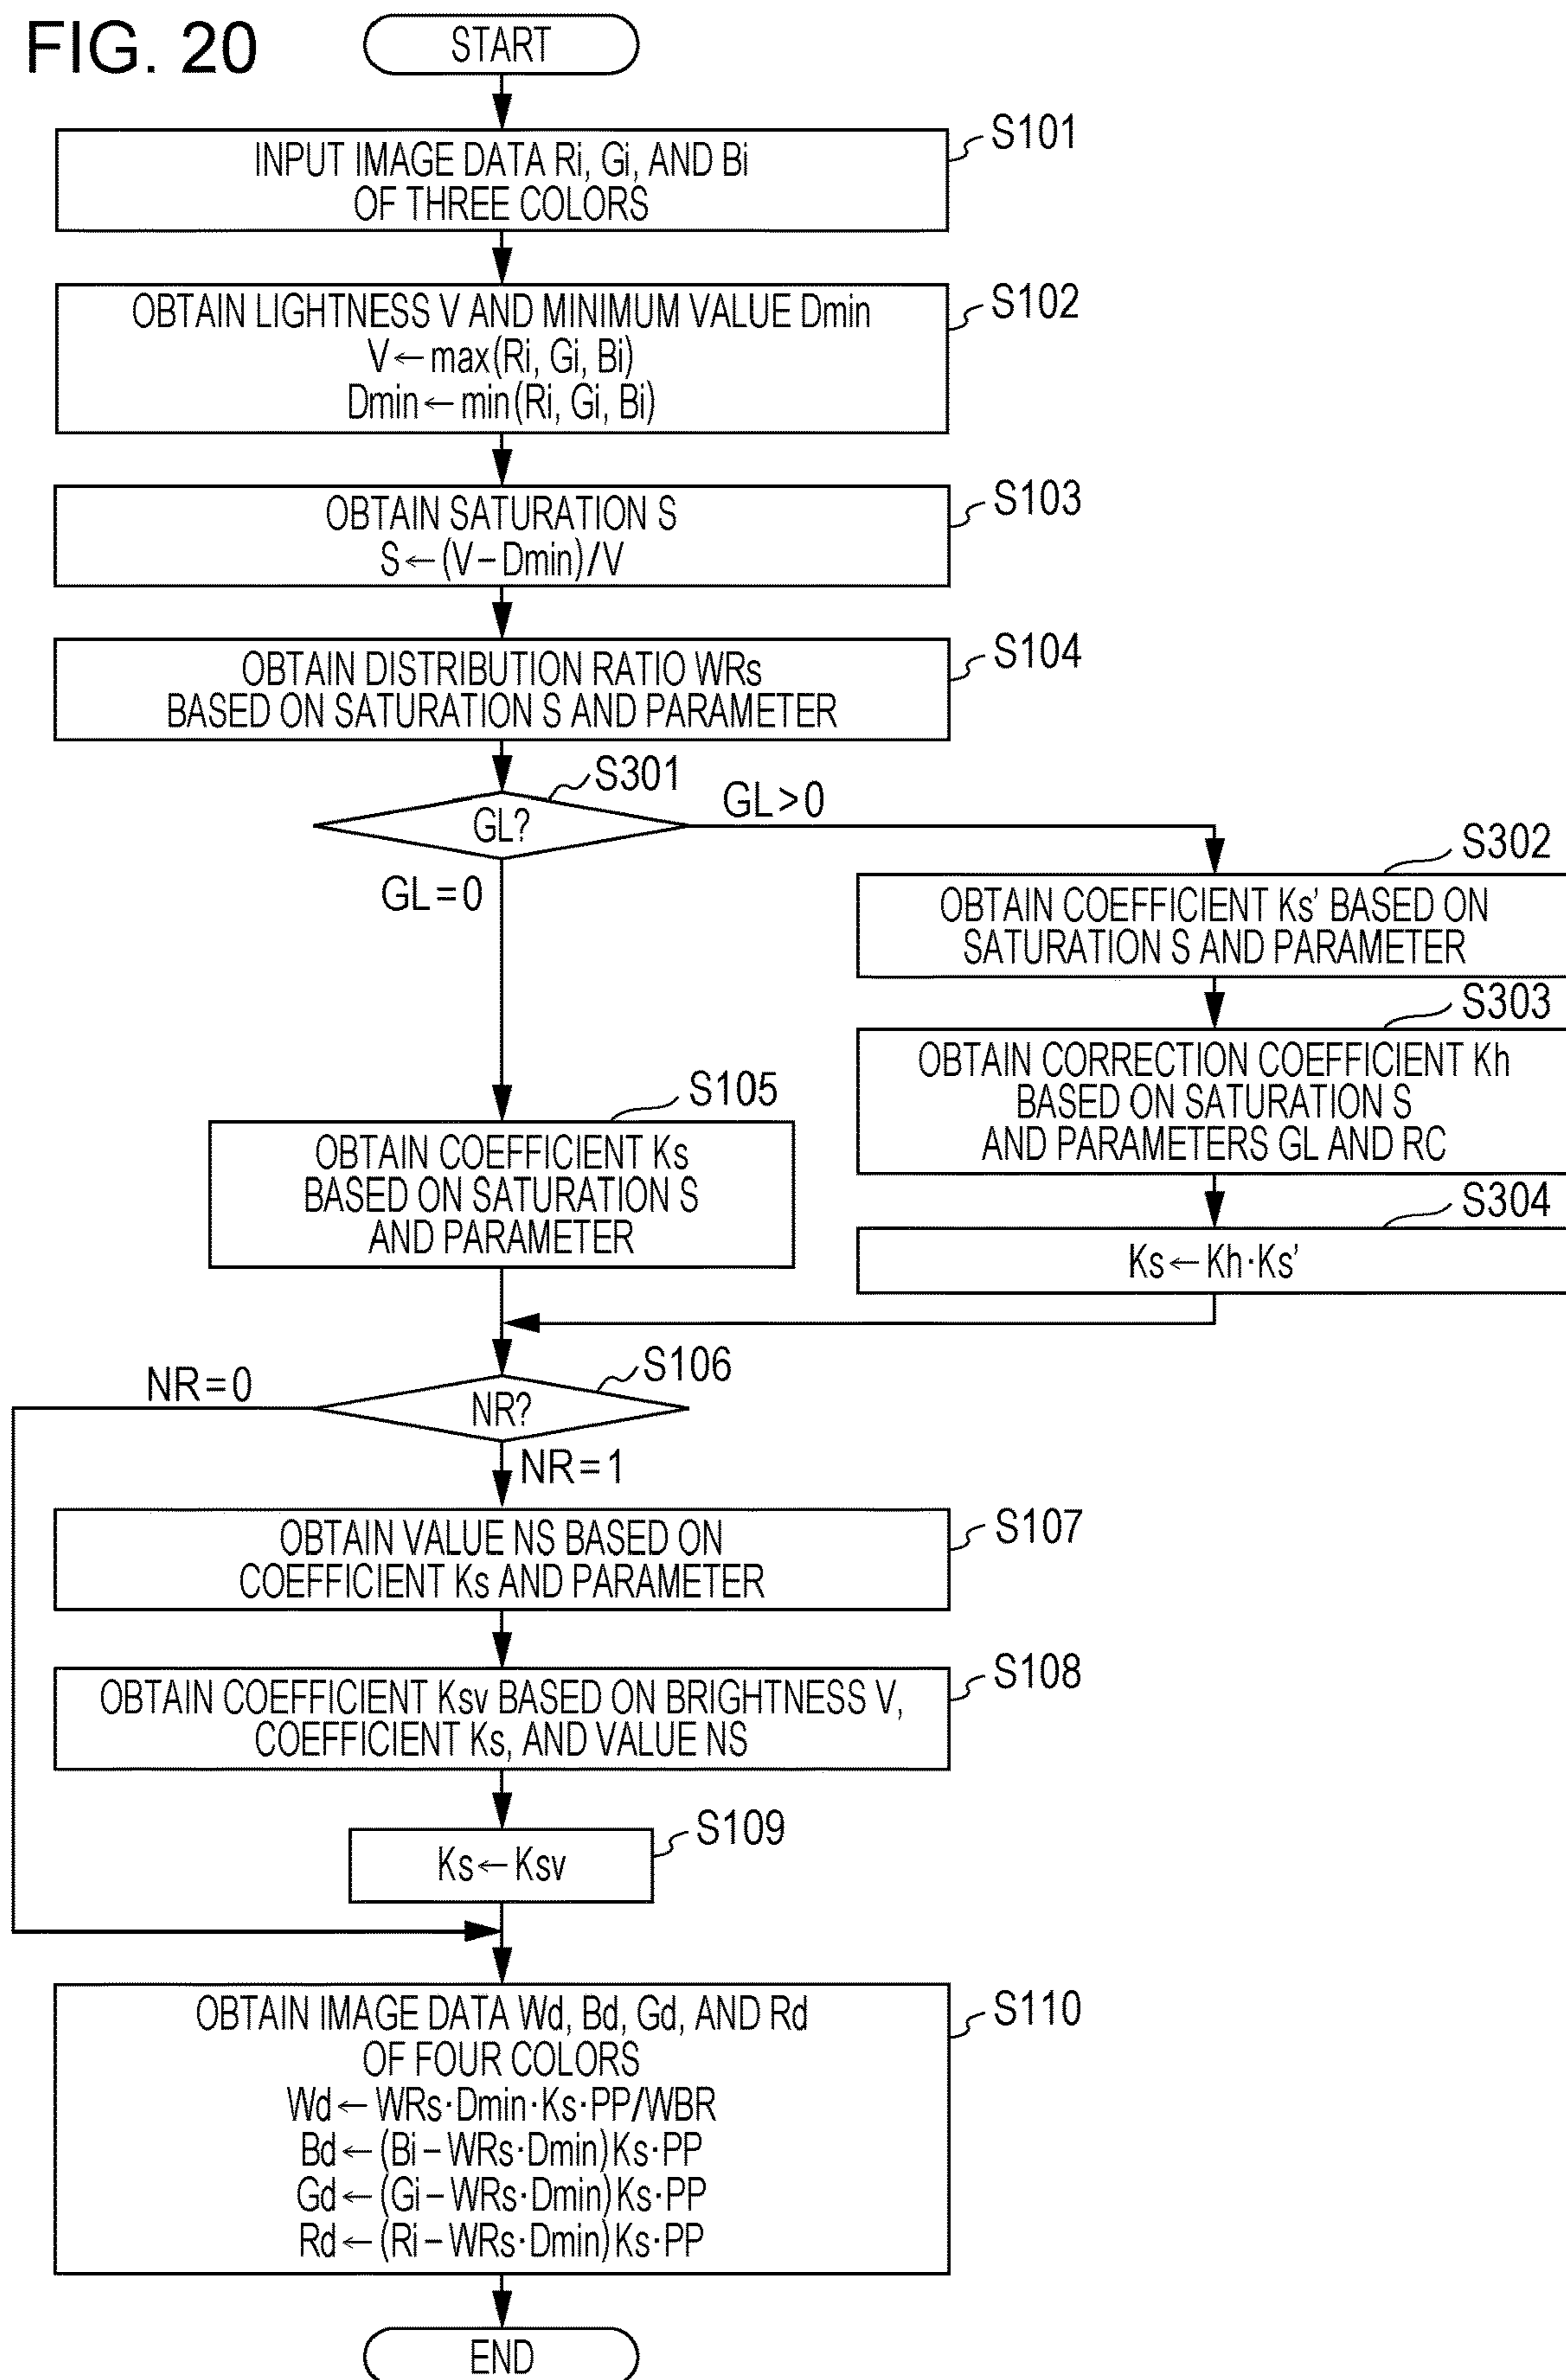 FIG. 20
START
S101
INPUT IMAGE DATA Ri, Gi, AND Bi
OF THREE COLORS
S102
OBTAIN LIGHTNESS V AND MINIMUM VALUE Dmin
V←max(Ri, Gi, Bi)
Dmin←min(Ri, Gi, Bi)
S103
OBTAIN SATURATION S
S←(V−Dmin)/V
S104
OBTAIN DISTRIBUTION RATIO WRs
BASED ON SATURATION S AND PARAMETER
S301
GL?
GL>0
GL=0
S302
OBTAIN COEFFICIENT Ks' BASED ON
SATURATION S AND PARAMETER
S303
OBTAIN CORRECTION COEFFICIENT Kh
BASED ON SATURATION S
AND PARAMETERS GL AND RC
S304
Ks←Kh·Ks'
S105
OBTAIN COEFFICIENT Ks
BASED ON SATURATION S
AND PARAMETER
S106
NR?
NR=0
NR=1
S107
OBTAIN VALUE NS BASED ON
COEFFICIENT Ks AND PARAMETER
S108
OBTAIN COEFFICIENT Ksv BASED ON BRIGHTNESS V,
COEFFICIENT Ks, AND VALUE NS
S109
Ks←Ksv
S110
OBTAIN IMAGE DATA Wd, Bd, Gd, AND Rd
OF FOUR COLORS
Wd←WRs·Dmin·Ks·PP/WBR
Bd←(Bi−WRs·Dmin)Ks·PP
Gd←(Gi−WRs·Dmin)Ks·PP
Rd←(Ri−WRs·Dmin)Ks·PP
END